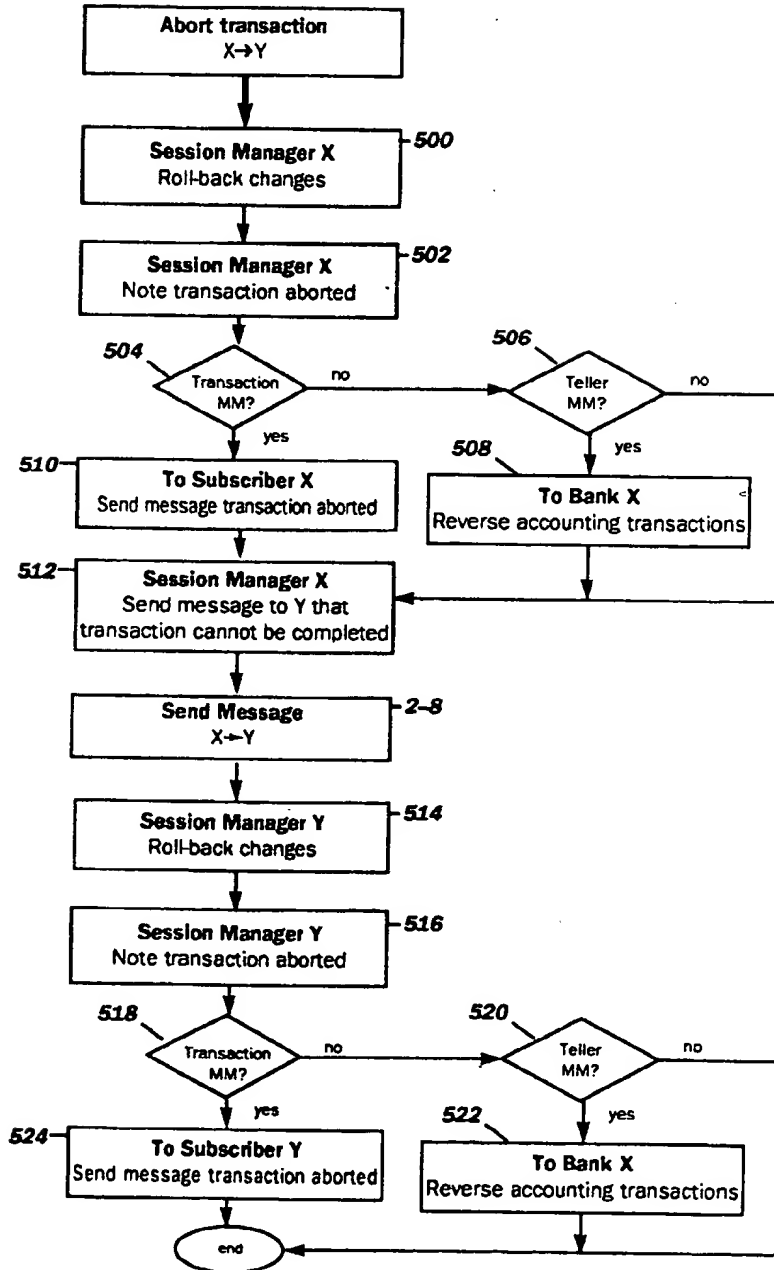 Abort transaction
X→Y
500
Session Manager X
Roll-back changes
502
Session Manager X
Note transaction aborted
504
Transaction
MM?
no
yes
506
Teller
MM?
no
yes
510
To Subscriber X
Send message transaction aborted
508
To Bank X
Reverse accounting transactions
512
Session Manager X
Send message to Y that
transaction cannot be completed
2-8
Send Message
X→Y
514
Session Manager Y
Roll-back changes
516
Session Manager Y
Note transaction aborted
518
Transaction
MM?
no
yes
520
Teller
MM?
no
yes
524
To Subscriber Y
Send message transaction aborted
522
To Bank X
Reverse accounting transactions
end